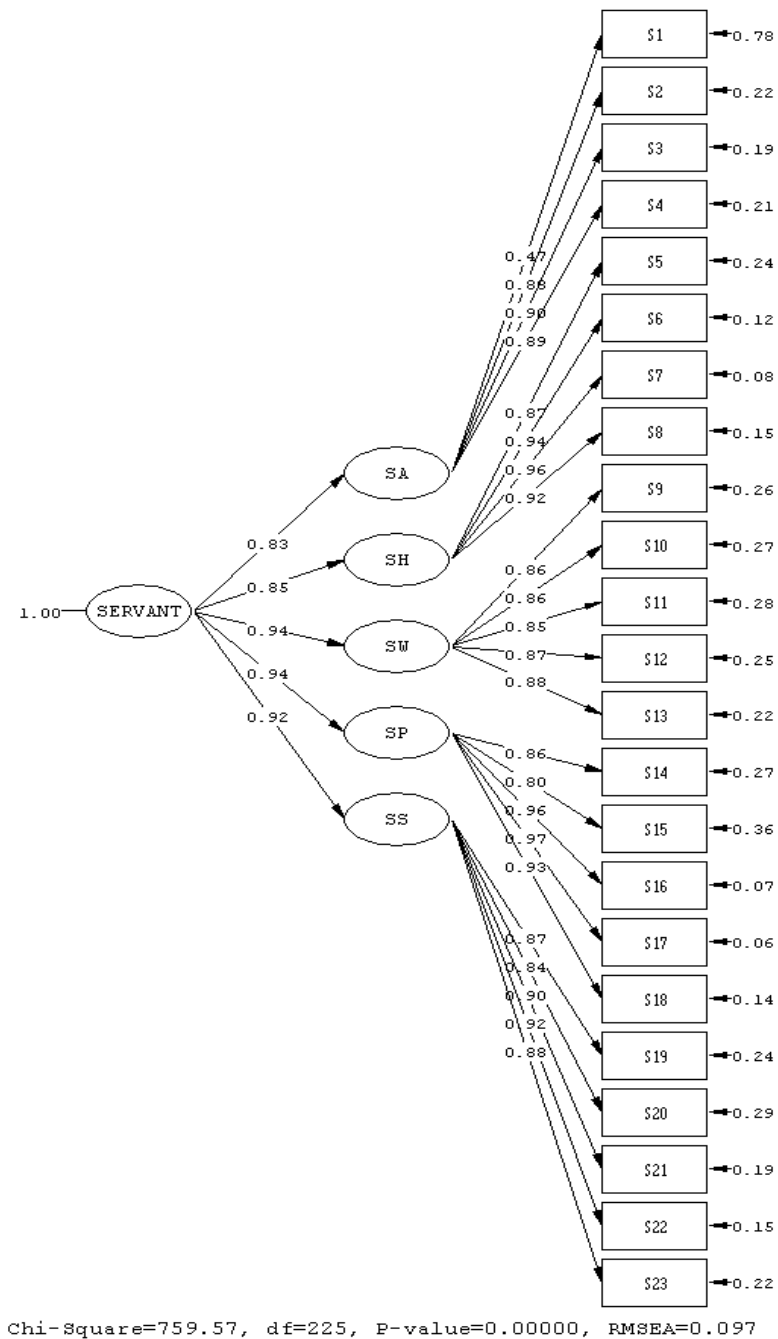 S1 0.78
S2 0.22
S3 0.19
S4 0.21
0.47 S5 0.24
0.88
0.90 S6 0.12
0.89
S7 0.08
0.87 S8 0.15
0.94
SA 0.96 S9 0.26
0.92
0.83 S10 0.27
SH 0.86
0.85 0.86 S11 0.28
1.00 SERVANT 0.85
0.94 SW 0.87 S12 0.25
0.94 0.88
0.92 S13 0.22
SP 0.86 S14 0.27
0.80
0.96 S15 0.36
SS 0.97
0.93 S16 0.07
0.87 S17 0.06
0.84
0.90 S18 0.14
0.92
0.88 S19 0.24
S20 0.29
S21 0.19
S22 0.15
S23 0.22
Chi-Square=759.57, df=225, P-value=0.00000, RMSEA=0.097